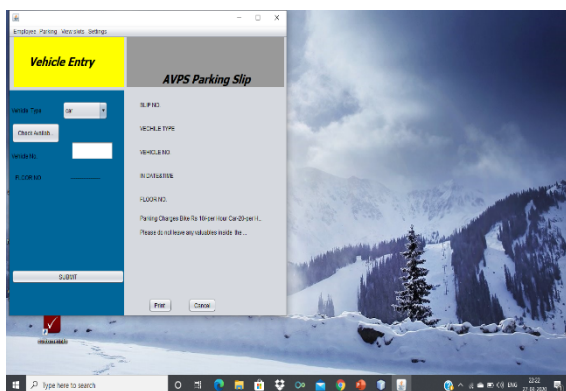 Employee Parking View slots Settings
Vehicle Entry
AVPS Parking Slip
Vehicle Type
car
Check Availab...
Vehicle No.
FLOOR NO
SUBMIT
SLIP NO.
VECHILE TYPE
VEHICLE NO.
IN DATE&TIME
FLOOR NO.
Parking Charges Bike Rs 10/-per Hour Car-20-per H...
Please do not leave any valuables inside the ...
Print
Cancel
Type here to search
ENG
22:22